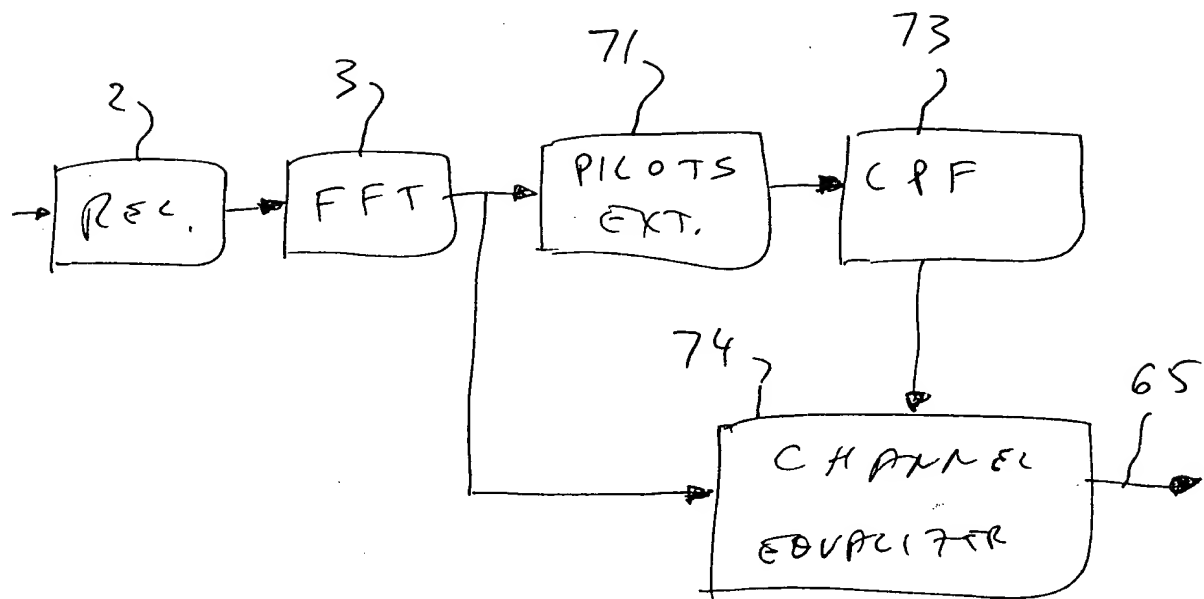 71
73
2
3
REC.
FFT
PILOTS
EXT.
CPF
74
65
CHANNEL
EQUALIZER